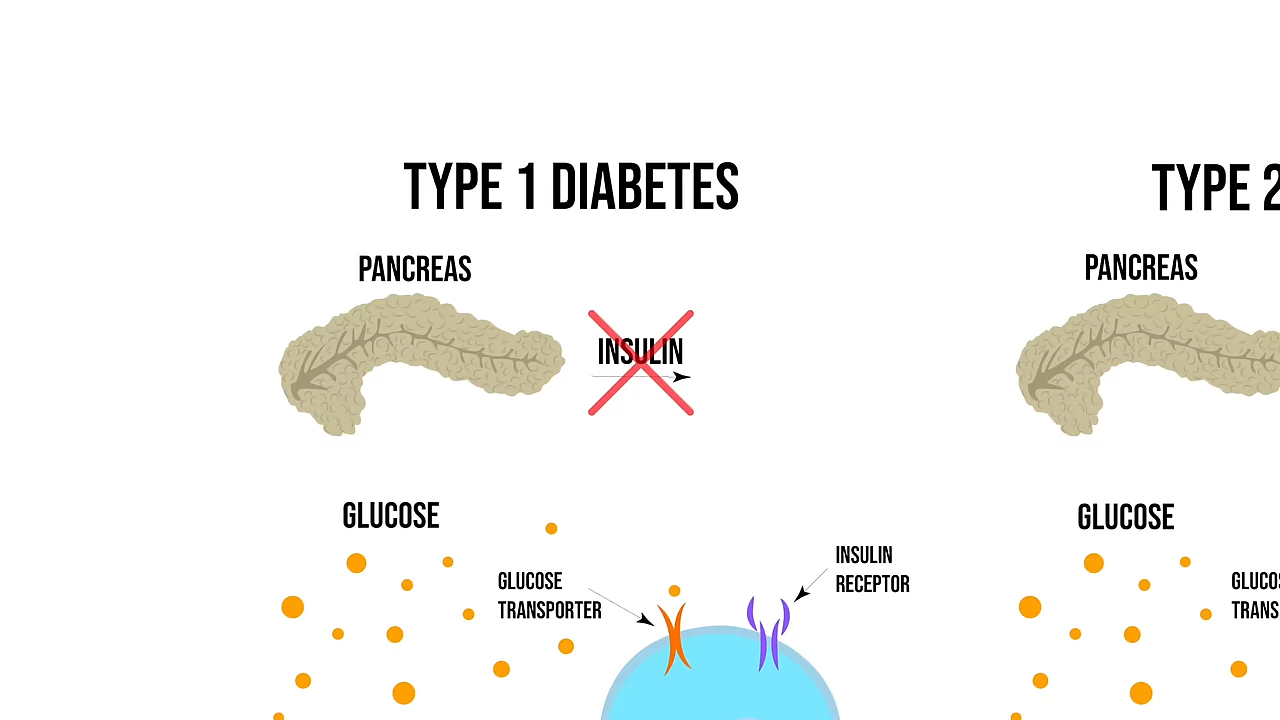 TYPE 1 DIABETES
PANCREAS
INSULIN
GLUCOSE
GLUCOSE
TRANSPORTER
INSULIN
RECEPTOR
TYPE 2
PANCREAS
GLUCOSE